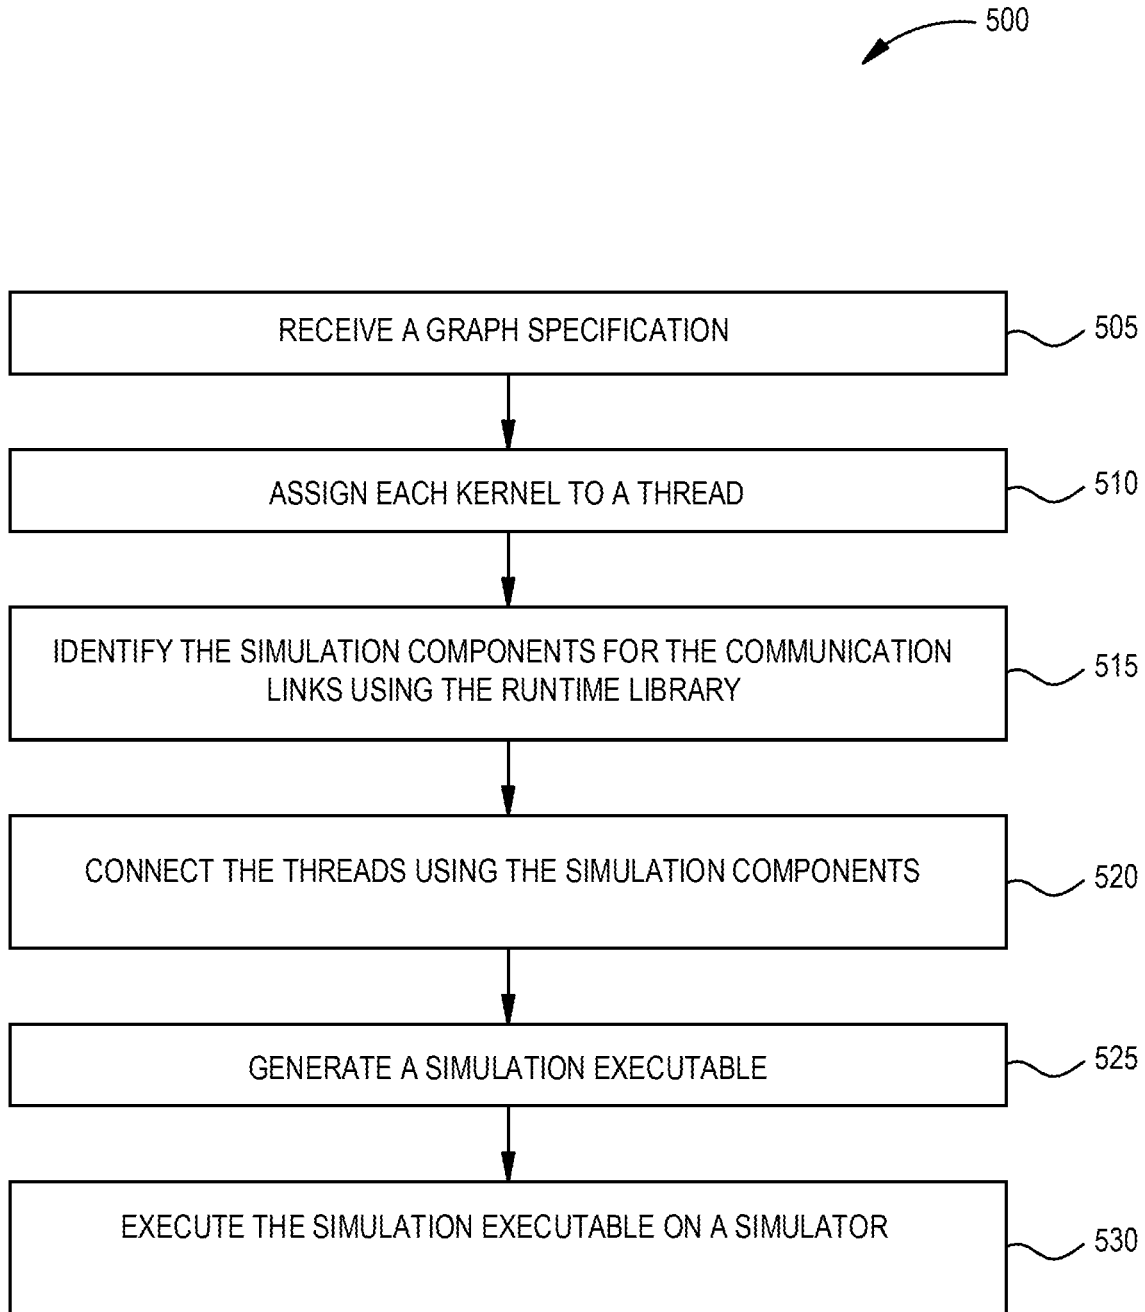 500
RECEIVE A GRAPH SPECIFICATION
505
ASSIGN EACH KERNEL TO A THREAD
510
IDENTIFY THE SIMULATION COMPONENTS FOR THE COMMUNICATION
LINKS USING THE RUNTIME LIBRARY
515
CONNECT THE THREADS USING THE SIMULATION COMPONENTS
520
GENERATE A SIMULATION EXECUTABLE
525
EXECUTE THE SIMULATION EXECUTABLE ON A SIMULATOR
530